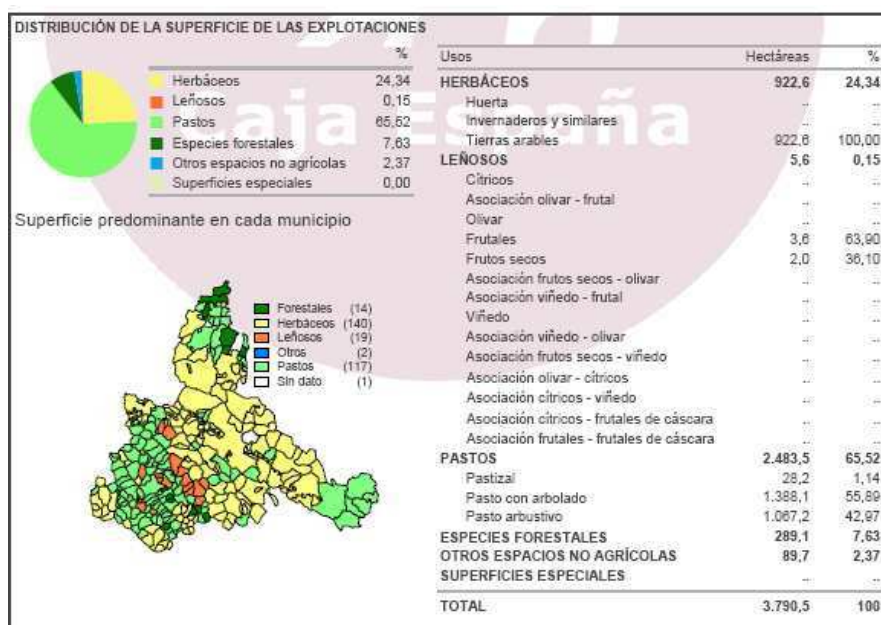 DISTRIBUCIÓN DE LA SUPERFICIE DE LAS EXPLOTACIONES
%
Herbáceos 24,34
Leñosos 0,15
Pastos 65,52
Especies forestales 7,63
Otros espacios no agrícolas 2,37
Superficies especiales 0,00
Caja España
Superficie predominante en cada municipio
Forestales (14)
Herbáceos (140)
Leñosos (19)
Otros (2)
Pastos (117)
Sin dato (1)
Usos Hectáreas %
HERBÁCEOS 922,6 24,34
Huerta .. ..
Invernaderos y similares .. ..
Tierras arables 922,6 100,00
LEÑOSOS 5,6 0,15
Cítricos .. ..
Asociación olivar - frutal .. ..
Olivar .. ..
Frutales 3,6 63,90
Frutos secos 2,0 36,10
Asociación frutos secos - olivar .. ..
Asociación viñedo - frutal .. ..
Viñedo .. ..
Asociación viñedo - olivar .. ..
Asociación frutos secos - viñedo .. ..
Asociación olivar - cítricos .. ..
Asociación cítricos - viñedo .. ..
Asociación cítricos - frutales de cáscara .. ..
Asociación frutales - frutales de cáscara .. ..
PASTOS 2.483,5 65,52
Pastizal 28,2 1,14
Pasto con arbolado 1.388,1 55,89
Pasto arbustivo 1.067,2 42,97
ESPECIES FORESTALES 289,1 7,63
OTROS ESPACIOS NO AGRÍCOLAS 89,7 2,37
SUPERFICIES ESPECIALES .. ..
TOTAL 3.790,5 100